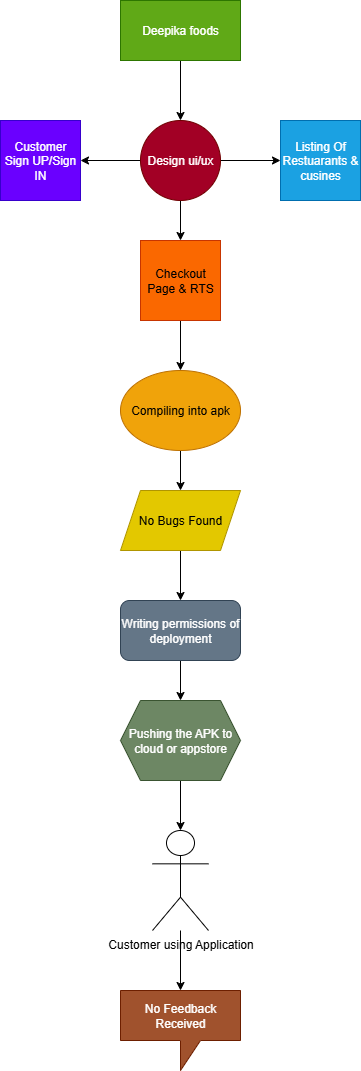 Deepika foods
Customer
Sign UP/Sign
IN
Design ui/ux
Listing Of
Restuarants &
cusines
Checkout
Page & RTS
Compiling into apk
No Bugs Found
Writing permissions of
deployment
Pushing the APK to
cloud or appstore
Customer using Application
No Feedback
Received